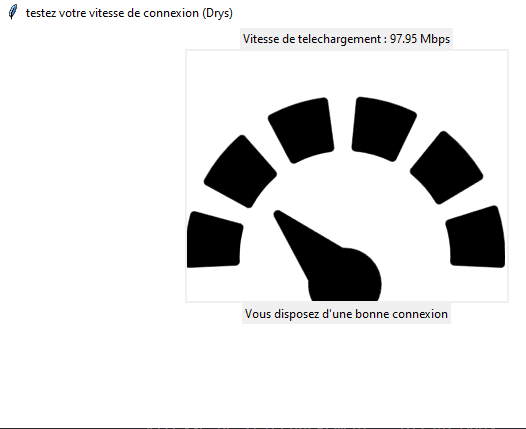 testez votre vitesse de connexion (Drys)
Vitesse de telechargement : 97.95 Mbps
Vous disposez d'une bonne connexion